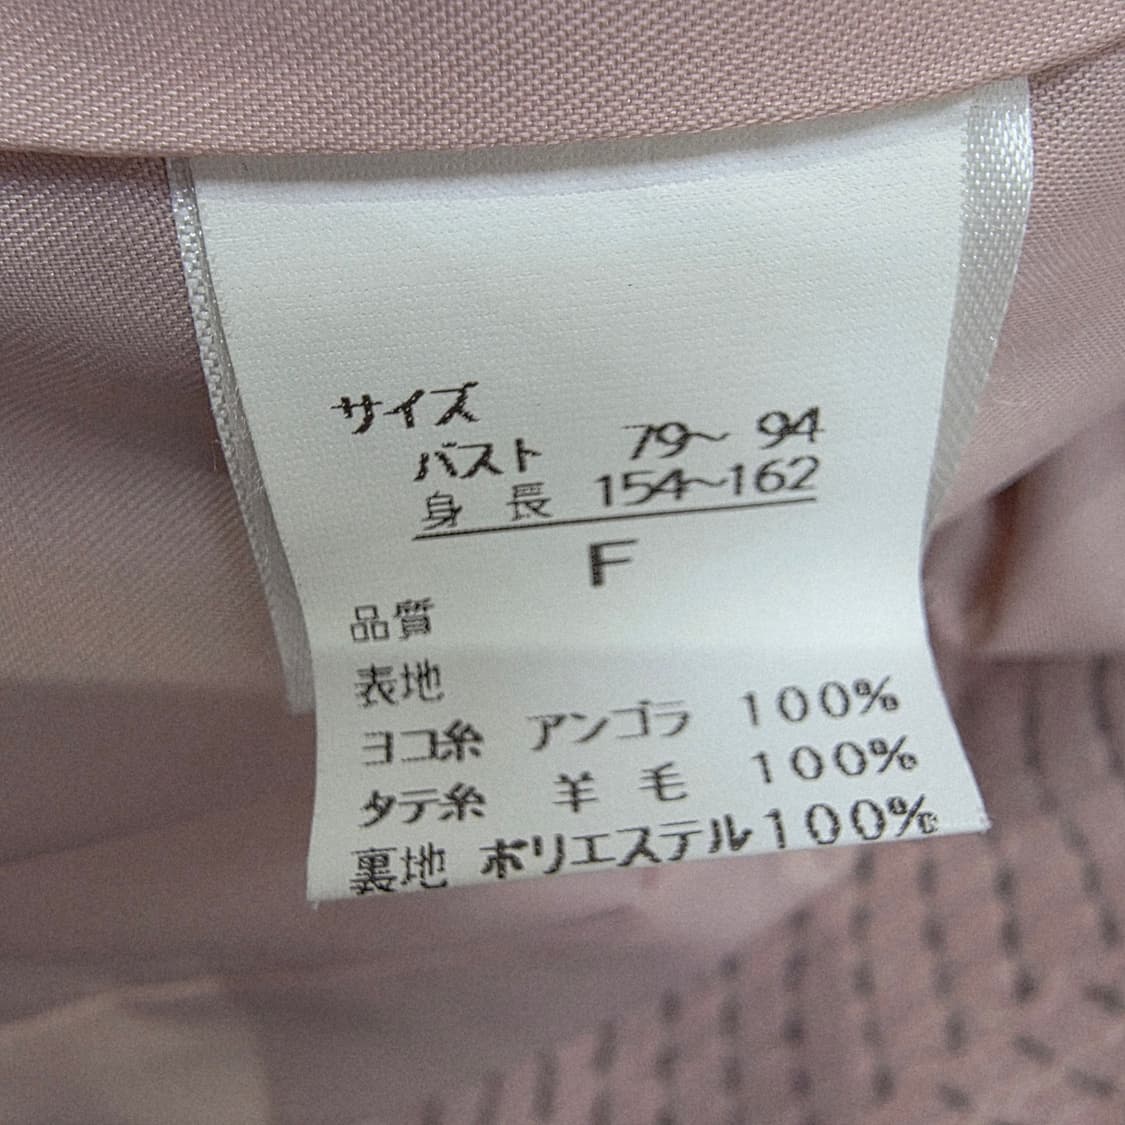 サイズ
バスト 79〜 94
身 長 154〜162
F
品質
表地
ヨコ糸 アンゴラ 100%
タテ糸 羊 毛 100%
裏地 ポリエステル100%